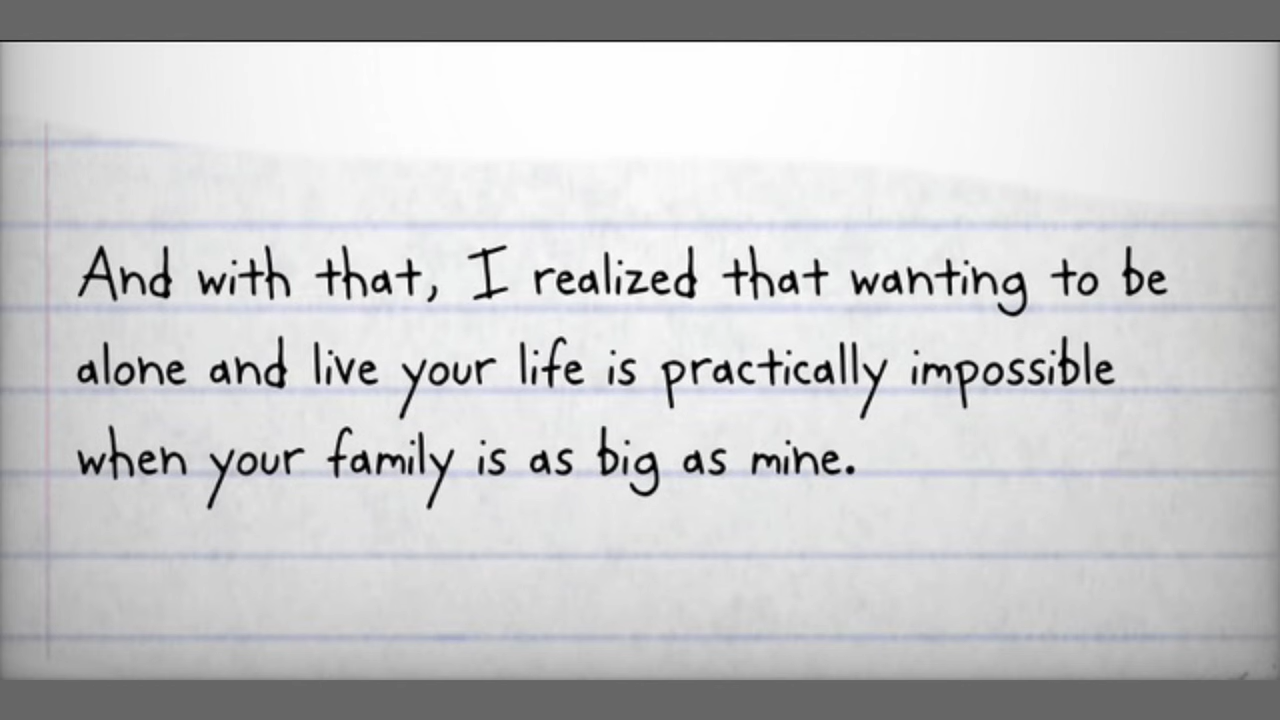 And with that, I realized that wanting to be
alone and live your life is practically impossible
when your family is as big as mine.